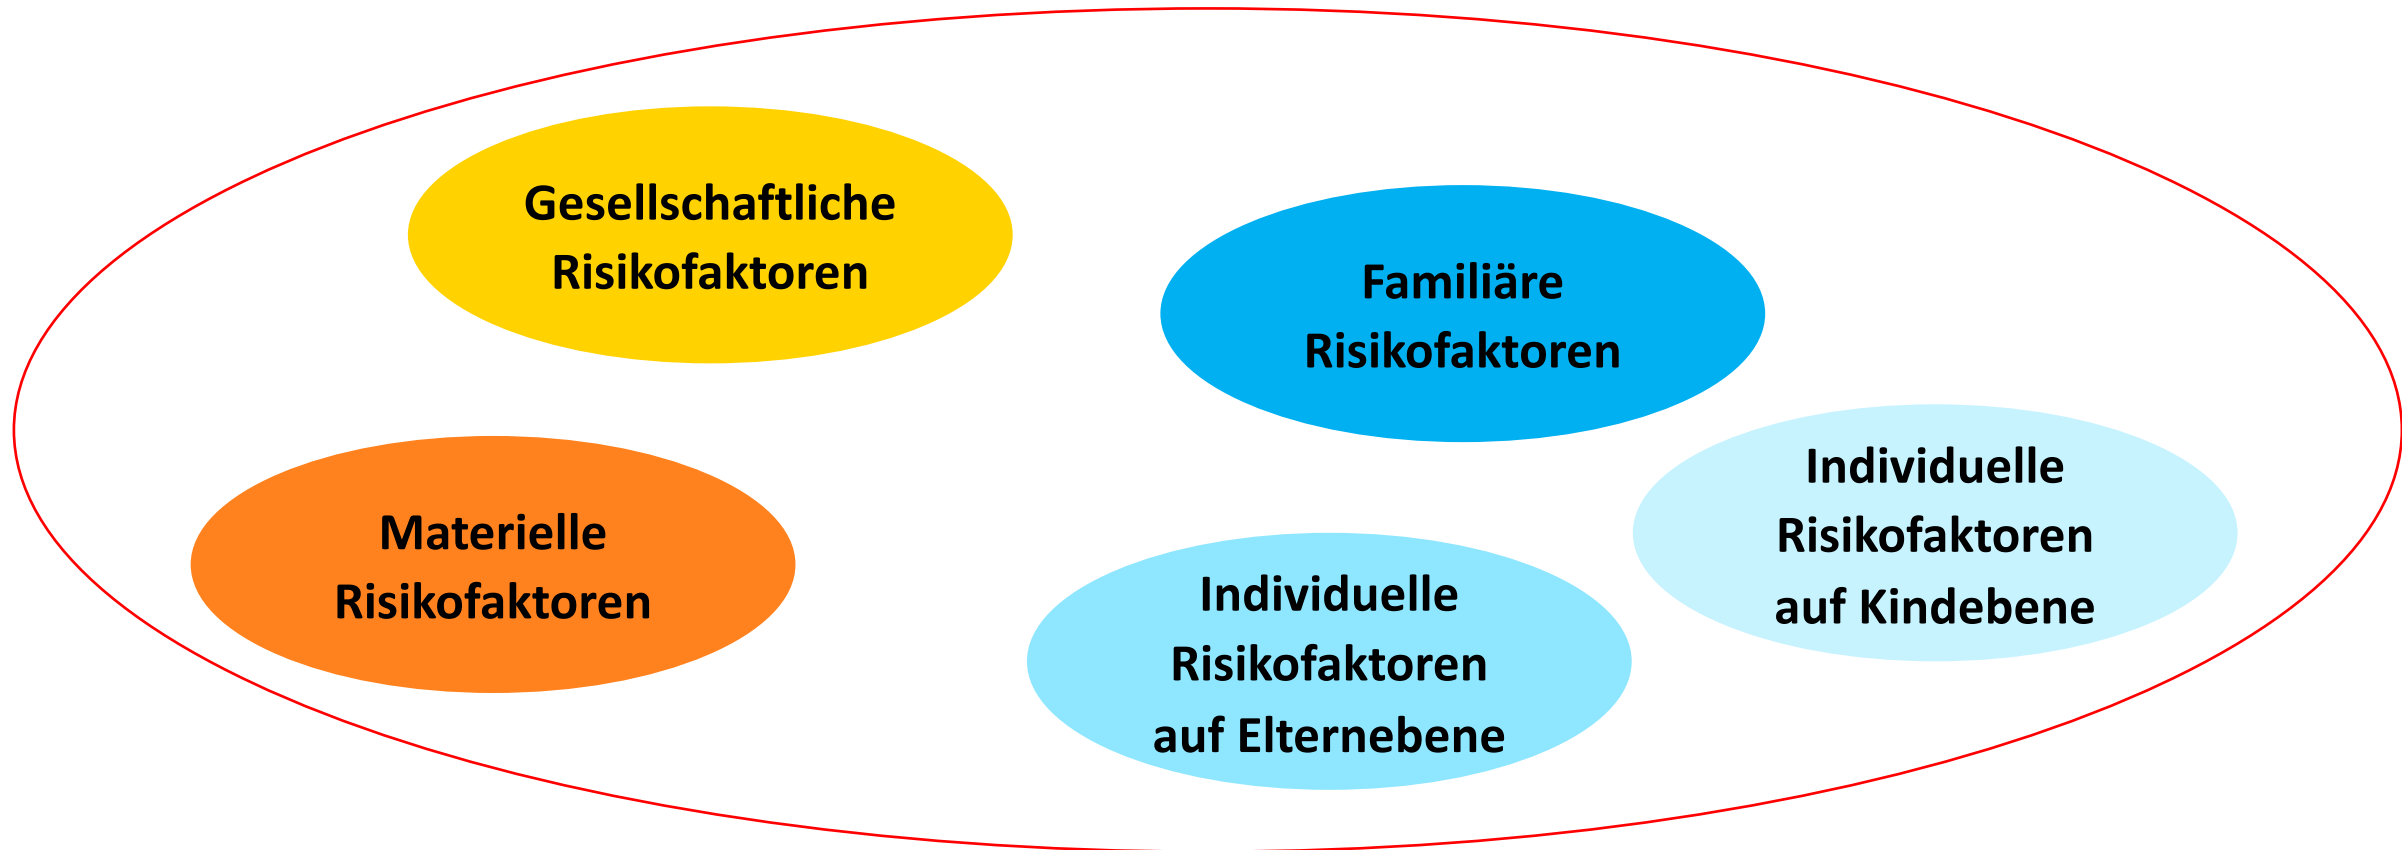 Gesellschaftliche
Risikofaktoren
Familiäre
Risikofaktoren
Materielle
Risikofaktoren
Individuelle
Risikofaktoren
auf Elternebene
Individuelle
Risikofaktoren
auf Kindebene